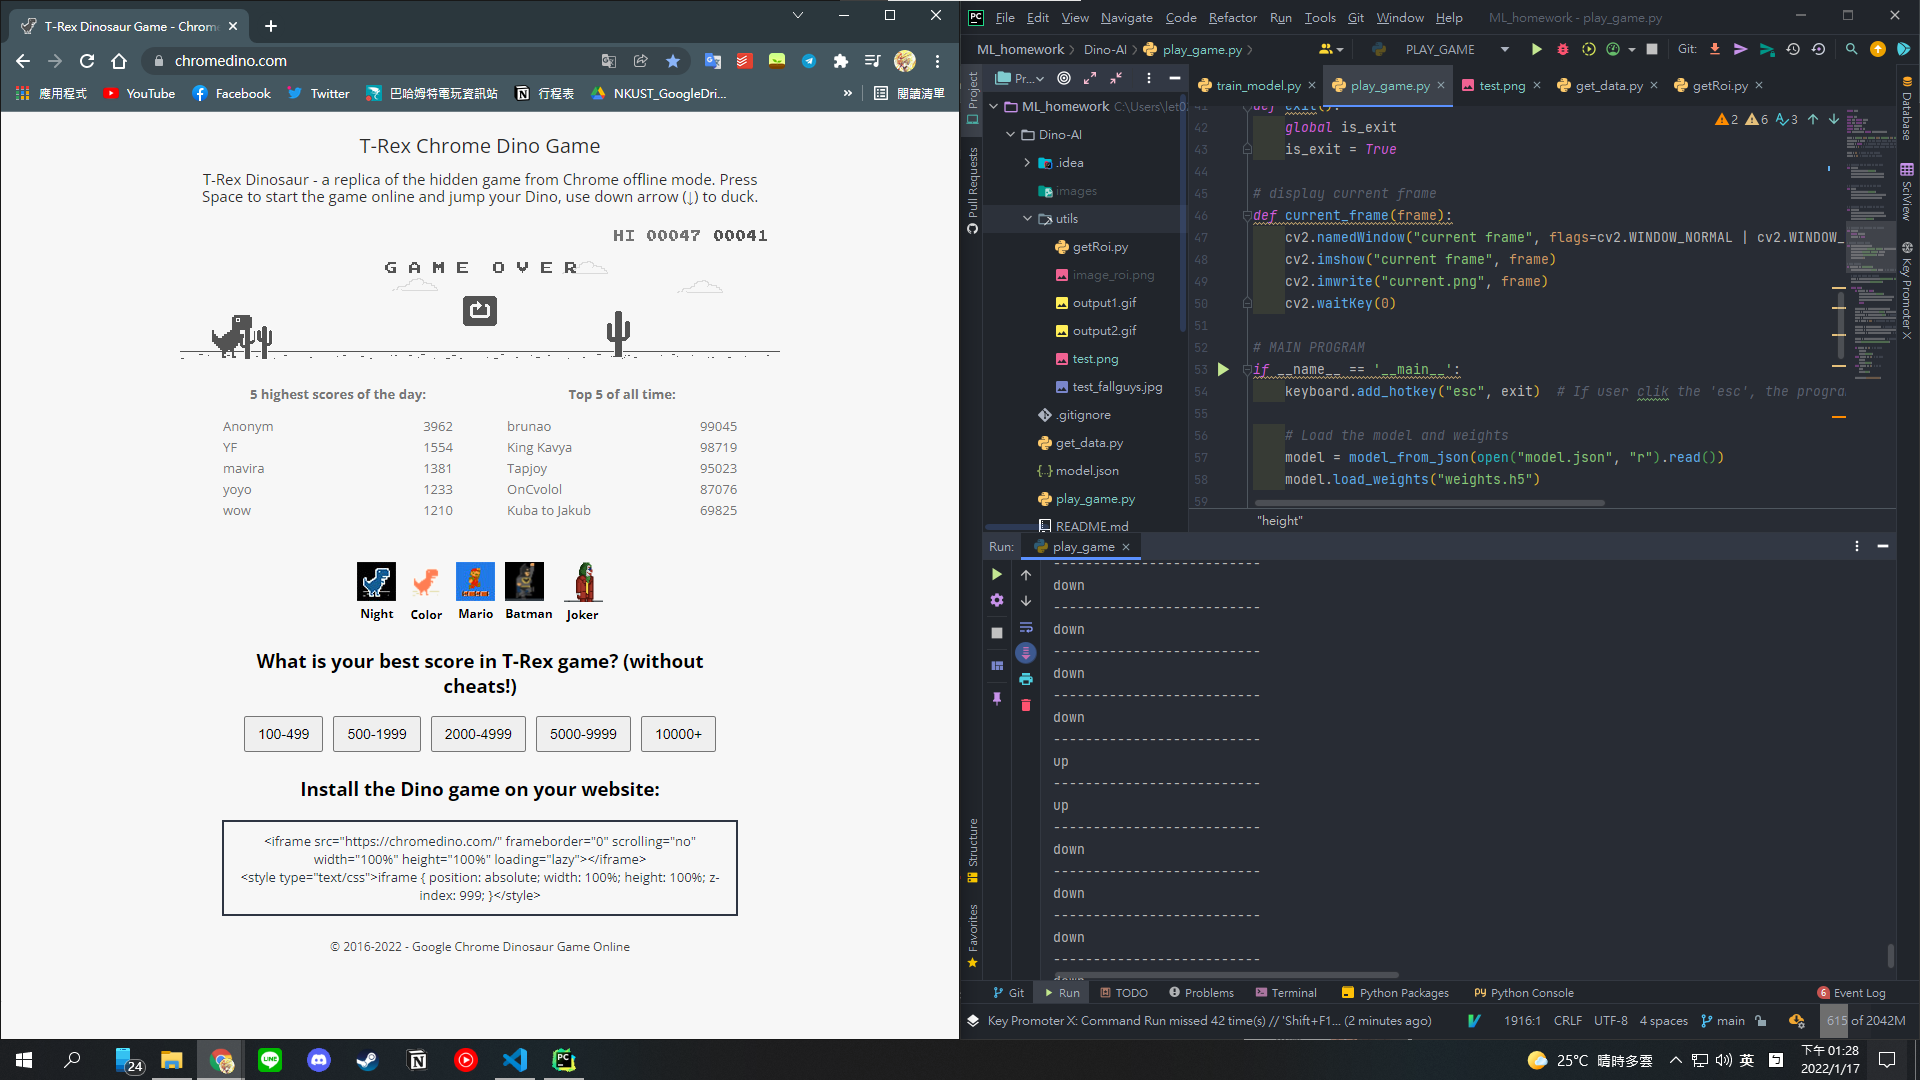 T-Rex Dinosaur Game - Chrome
chromedino.com
應用程式
YouTube
Facebook
Twitter
巴哈姆特電玩資訊站
行程表
NKUST_GoogleDri...
»
閱讀清單
T-Rex Chrome Dino Game
T-Rex Dinosaur - a replica of the hidden game from Chrome offline mode. Press
Space to start the game online and jump your Dino, use down arrow (↓) to duck.
HI 00047 00041
GAME OVER
5 highest scores of the day:
Anonym 3962
YF 1554
mavira 1381
yoyo 1233
wow 1210
Top 5 of all time:
brunao 99045
King Kavya 98719
Tapjoy 95023
OnCvolol 87076
Kuba to Jakub 69825
Night
Color
Mario
Batman
Joker
What is your best score in T-Rex game? (without
cheats!)
100-499
500-1999
2000-4999
5000-9999
10000+
Install the Dino game on your website:
<iframe src="https://chromedino.com/" frameborder="0" scrolling="no"
width="100%" height="100%" loading="lazy"></iframe>
<style type="text/css">iframe { position: absolute; width: 100%; height: 100%; z-
index: 999; }</style>
© 2016-2022 - Google Chrome Dinosaur Game Online
PC
File Edit View Navigate Code Refactor Run Tools Git Window Help
ML_homework - play_game.py
ML_homework
Dino-AI
play_game.py
PLAY_GAME
Git:
Project
Pull Requests
Structure
Favorites
Pr...
ML_homework C:\Users\let0
Dino-AI
.idea
images
utils
getRoi.py
image_roi.png
output1.gif
output2.gif
test.png
test_fallguys.jpg
.gitignore
get_data.py
model.json
play_game.py
README.md
train_model.py
play_game.py
test.png
get_data.py
getRoi.py
2 6 3
41 def exit():
42 global is_exit
43 is_exit = True
44
45 # display current frame
46 def current_frame(frame):
47 cv2.namedWindow("current frame", flags=cv2.WINDOW_NORMAL | cv2.WINDOW_
48 cv2.imshow("current frame", frame)
49 cv2.imwrite("current.png", frame)
50 cv2.waitKey(0)
51
52 # MAIN PROGRAM
53 if __name__ == '__main__':
54 keyboard.add_hotkey("esc", exit) # If user clik the 'esc', the progra
55
56 # Load the model and weights
57 model = model_from_json(open("model.json", "r").read())
58 model.load_weights("weights.h5")
59
"height"
Database
SciView
Key Promoter X
Run:
play_game
--------------------------
down
--------------------------
down
--------------------------
down
--------------------------
down
--------------------------
up
--------------------------
up
--------------------------
down
--------------------------
down
--------------------------
down
--------------------------
down
Git
Run
TODO
Problems
Terminal
Python Packages
Python Console
6 Event Log
Key Promoter X: Command Run missed 42 time(s) // 'Shift+F1... (2 minutes ago)
1916:1
CRLF
UTF-8
4 spaces
main
615 of 2042M
24
25°C 晴時多雲
英
下午 01:28
2022/1/17